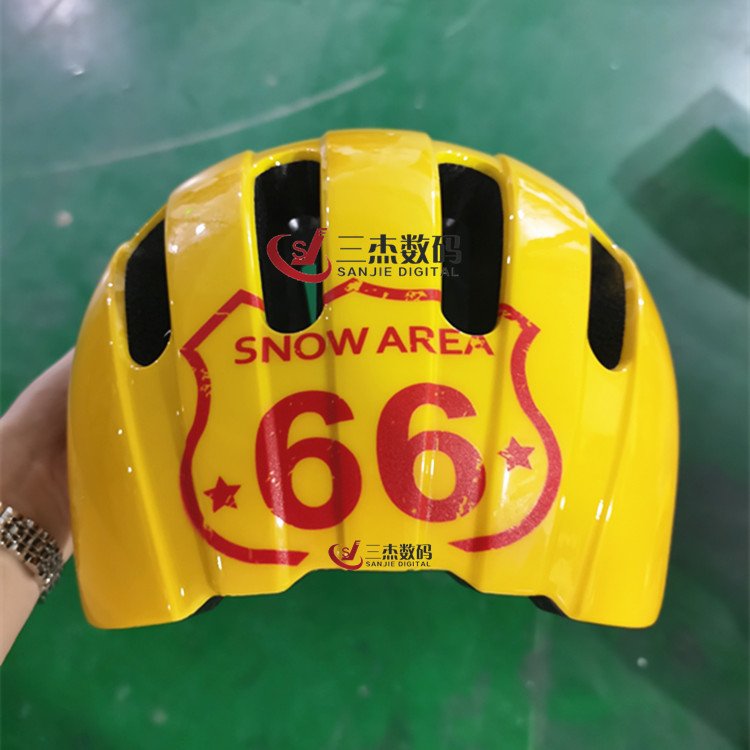 三杰数码
SANJIE DIGITAL
SNOW AREA
66
三杰数码
SANJIE DIGITAL